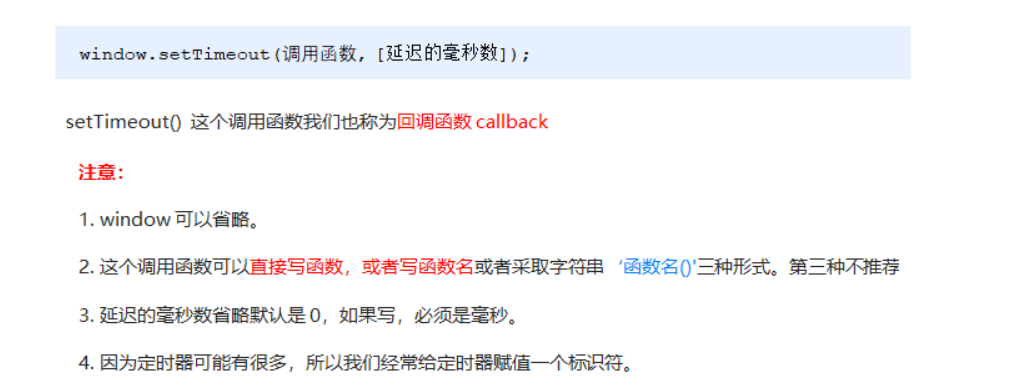 window.setTimeout(调用函数, [延迟的毫秒数]);
setTimeout() 这个调用函数我们也称为回调函数 callback
注意：
1. window 可以省略。
2. 这个调用函数可以直接写函数，或者写函数名或者采取字符串‘函数名()'三种形式。第三种不推荐
3. 延迟的毫秒数省略默认是 0，如果写，必须是毫秒。
4. 因为定时器可能有很多，所以我们经常给定时器赋值一个标识符。